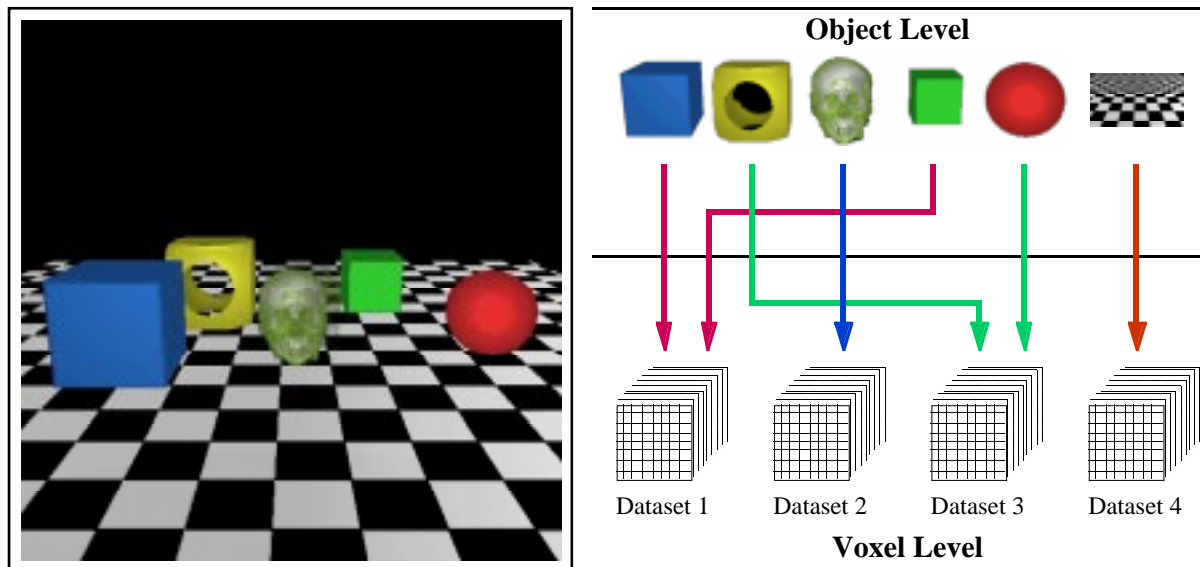 Object Level
Dataset 1
Dataset 2
Dataset 3
Dataset 4
Voxel Level